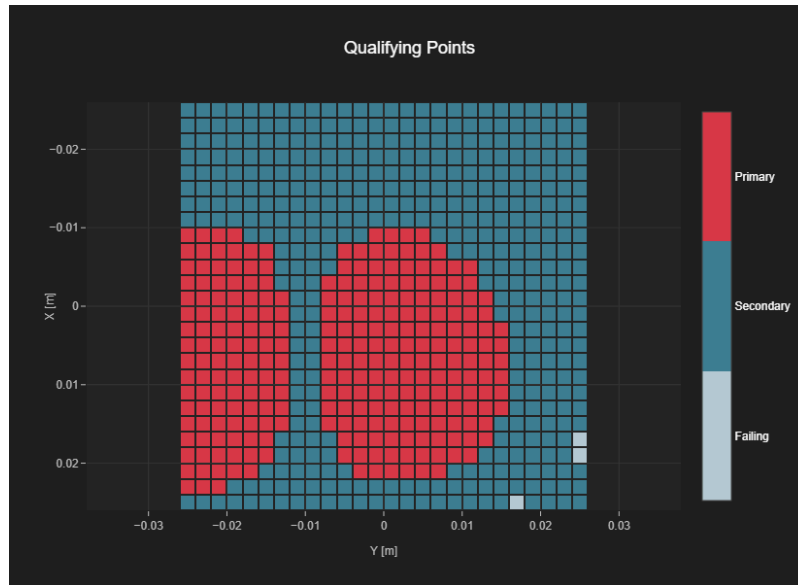 Qualifying Points
−0.02
−0.01
0
0.01
0.02
X [m]
−0.03
−0.02
−0.01
0
0.01
0.02
0.03
Y [m]
Primary
Secondary
Failing